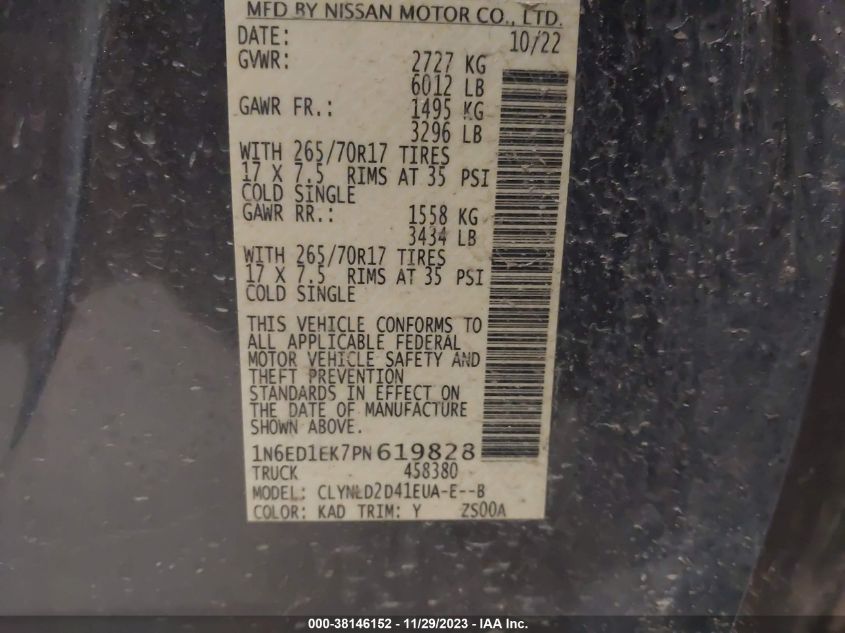 MFD BY NISSAN MOTOR CO., LTD.
DATE: 10/22
GVWR: 2727 KG
6012 LB
GAWR FR.: 1495 KG
3296 LB
WITH 265/70R17 TIRES
17 X 7.5 RIMS AT 35 PSI
COLD SINGLE
GAWR RR.: 1558 KG
3434 LB
WITH 265/70R17 TIRES
17 X 7.5 RIMS AT 35 PSI
COLD SINGLE
THIS VEHICLE CONFORMS TO
ALL APPLICABLE FEDERAL
MOTOR VEHICLE SAFETY AND
THEFT PREVENTION
STANDARDS IN EFFECT ON
THE DATE OF MANUFACTURE
SHOWN ABOVE.
1N6ED1EK7PN619828
TRUCK 458380
MODEL: CLYNLD2D41EUA-E--B
COLOR: KAD TRIM: Y ZS00A
000-38146152 - 11/29/2023 - IAA Inc.